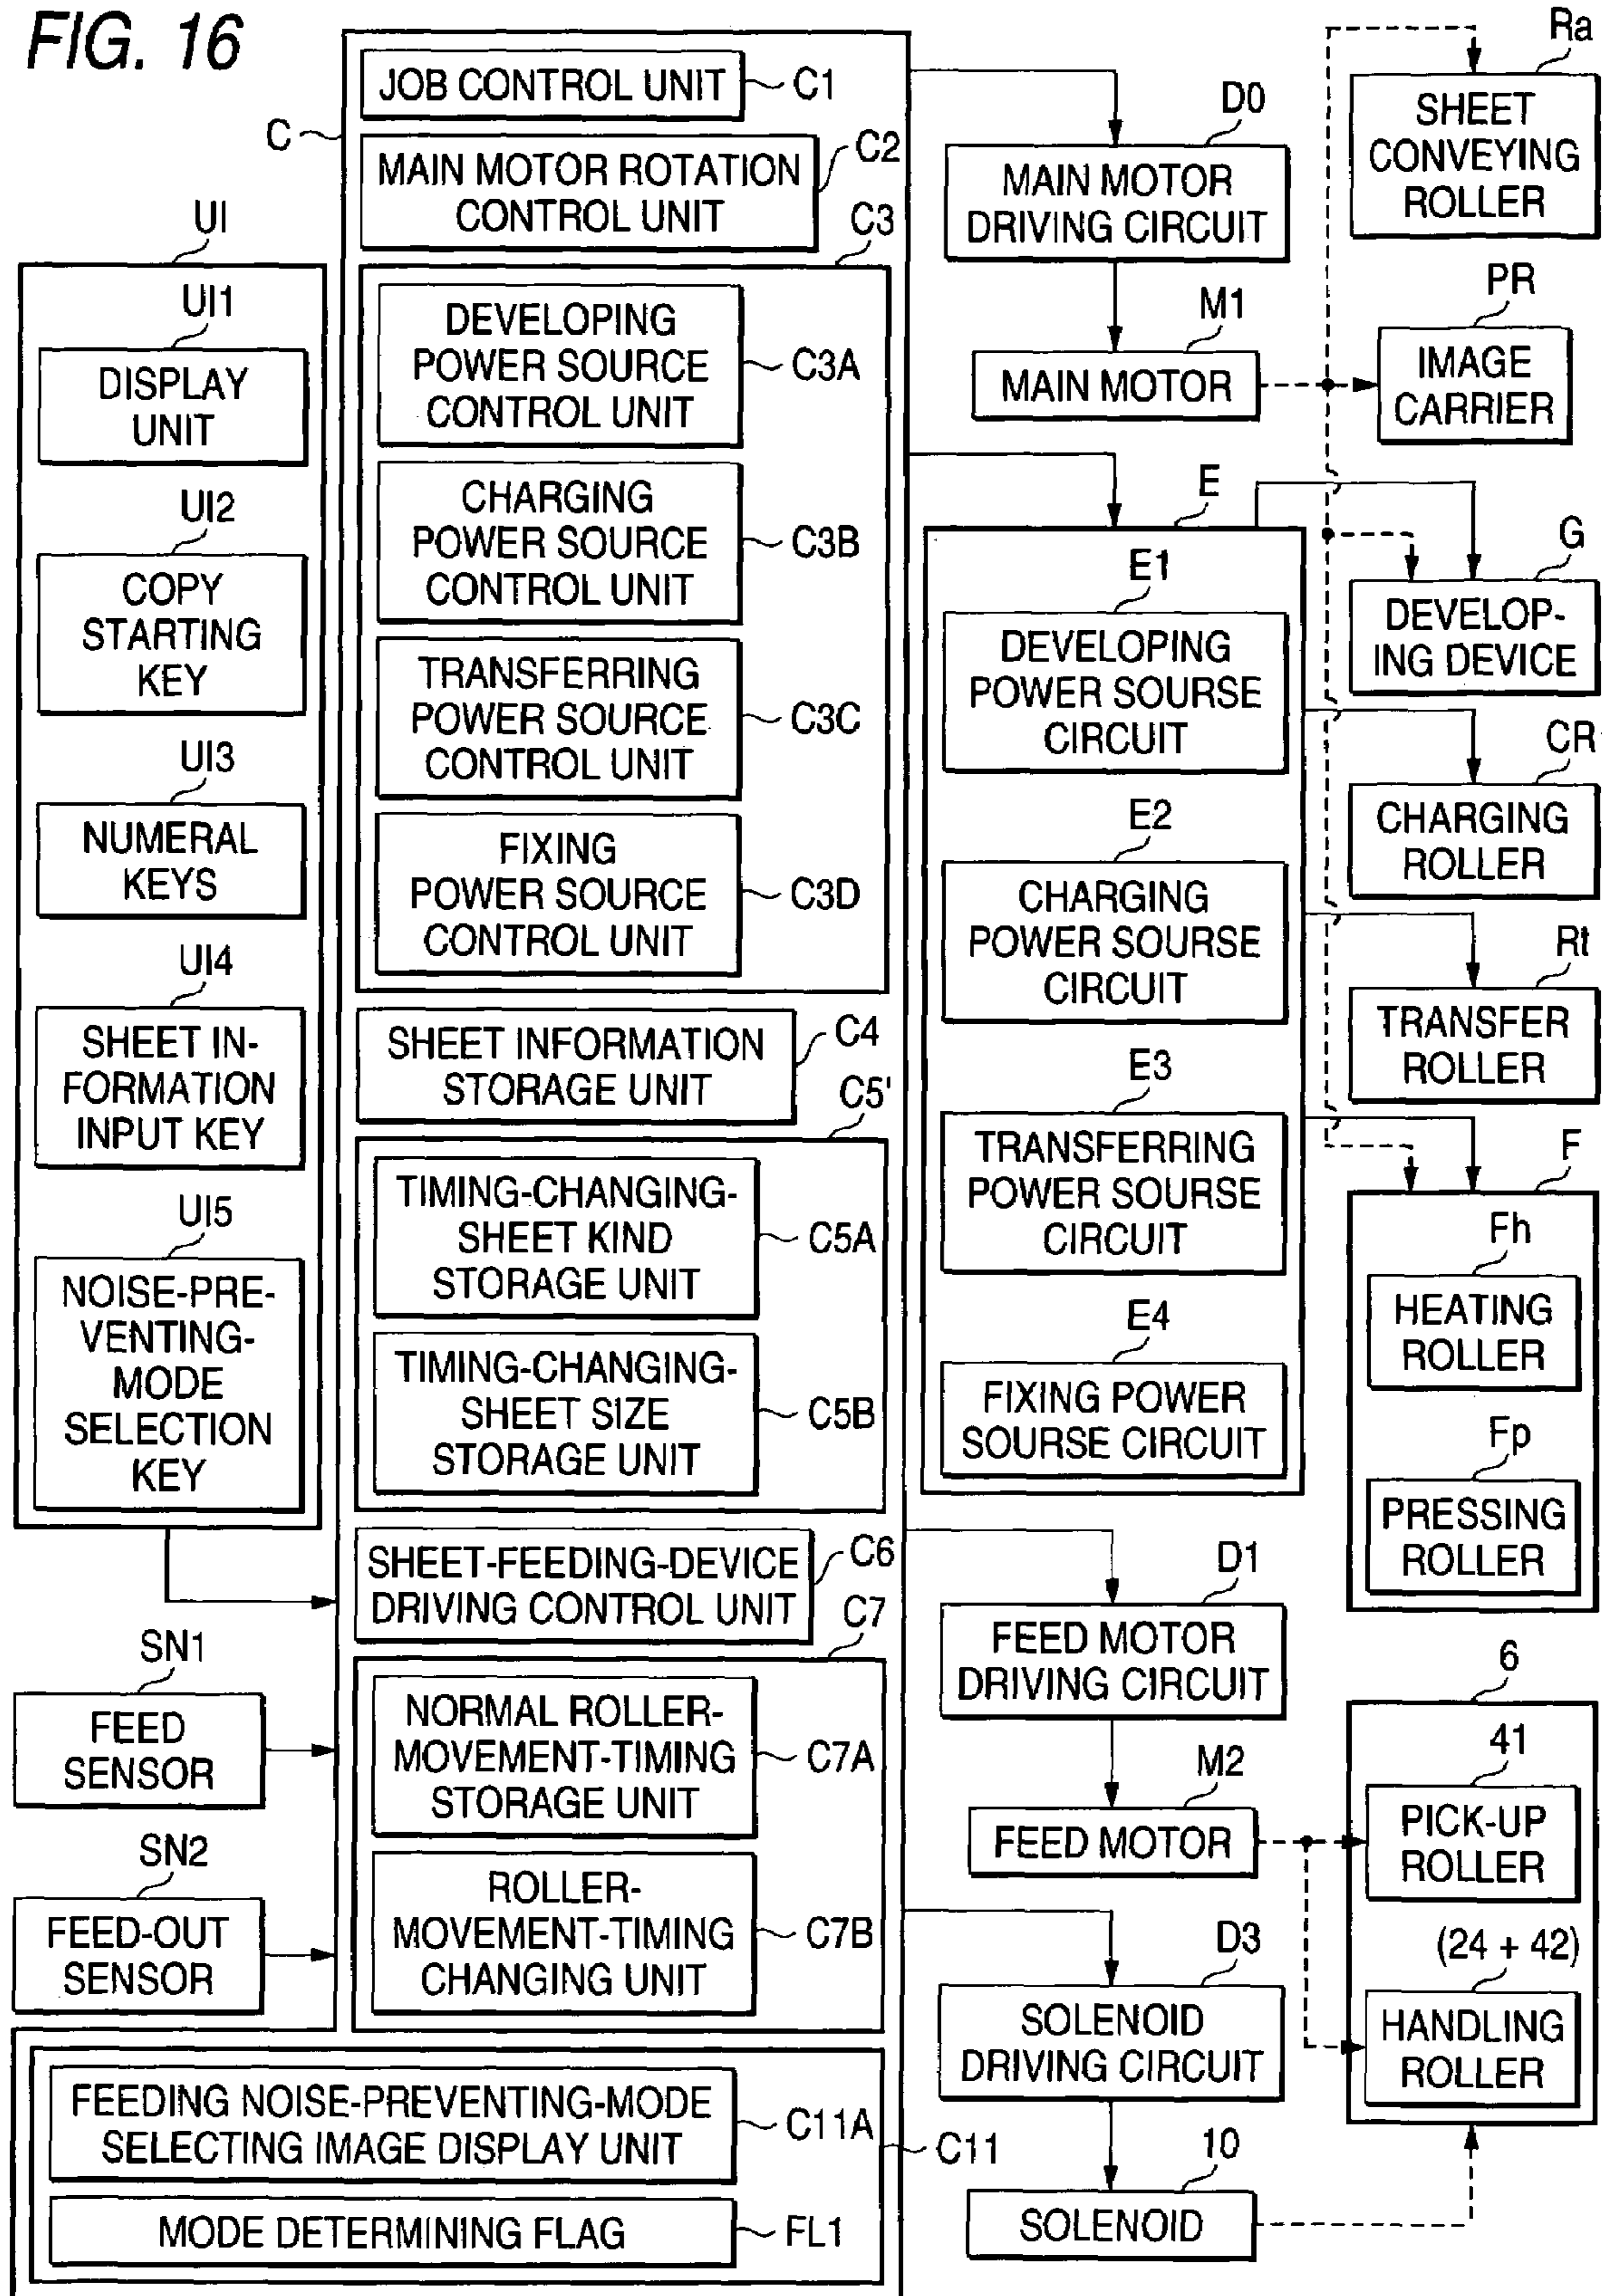 FIG. 16
C
JOB CONTROL UNIT
C1
MAIN MOTOR ROTATION
CONTROL UNIT
C2
C3
DEVELOPING
POWER SOURCE
CONTROL UNIT
C3A
CHARGING
POWER SOURCE
CONTROL UNIT
C3B
TRANSFERRING
POWER SOURCE
CONTROL UNIT
C3C
FIXING
POWER SOURCE
CONTROL UNIT
C3D
SHEET INFORMATION
STORAGE UNIT
C4
C5'
TIMING-CHANGING-
SHEET KIND
STORAGE UNIT
C5A
TIMING-CHANGING-
SHEET SIZE
STORAGE UNIT
C5B
SHEET-FEEDING-DEVICE
DRIVING CONTROL UNIT
C6
C7
NORMAL ROLLER-
MOVEMENT-TIMING
STORAGE UNIT
C7A
ROLLER-
MOVEMENT-TIMING
CHANGING UNIT
C7B
FEEDING NOISE-PREVENTING-MODE
SELECTING IMAGE DISPLAY UNIT
C11A
C11
MODE DETERMINING FLAG
FL1
UI
UI1
DISPLAY
UNIT
UI2
COPY
STARTING
KEY
UI3
NUMERAL
KEYS
UI4
SHEET IN-
FORMATION
INPUT KEY
UI5
NOISE-PRE-
VENTING-
MODE
SELECTION
KEY
SN1
FEED
SENSOR
SN2
FEED-OUT
SENSOR
D0
MAIN MOTOR
DRIVING CIRCUIT
M1
MAIN MOTOR
E
E1
DEVELOPING
POWER SOURSE
CIRCUIT
E2
CHARGING
POWER SOURSE
CIRCUIT
E3
TRANSFERRING
POWER SOURSE
CIRCUIT
E4
FIXING POWER
SOURSE CIRCUIT
D1
FEED MOTOR
DRIVING CIRCUIT
M2
FEED MOTOR
D3
SOLENOID
DRIVING CIRCUIT
10
SOLENOID
Ra
SHEET
CONVEYING
ROLLER
PR
IMAGE
CARRIER
G
DEVELOP-
ING DEVICE
CR
CHARGING
ROLLER
Rt
TRANSFER
ROLLER
F
Fh
HEATING
ROLLER
Fp
PRESSING
ROLLER
6
41
PICK-UP
ROLLER
(24 + 42)
HANDLING
ROLLER